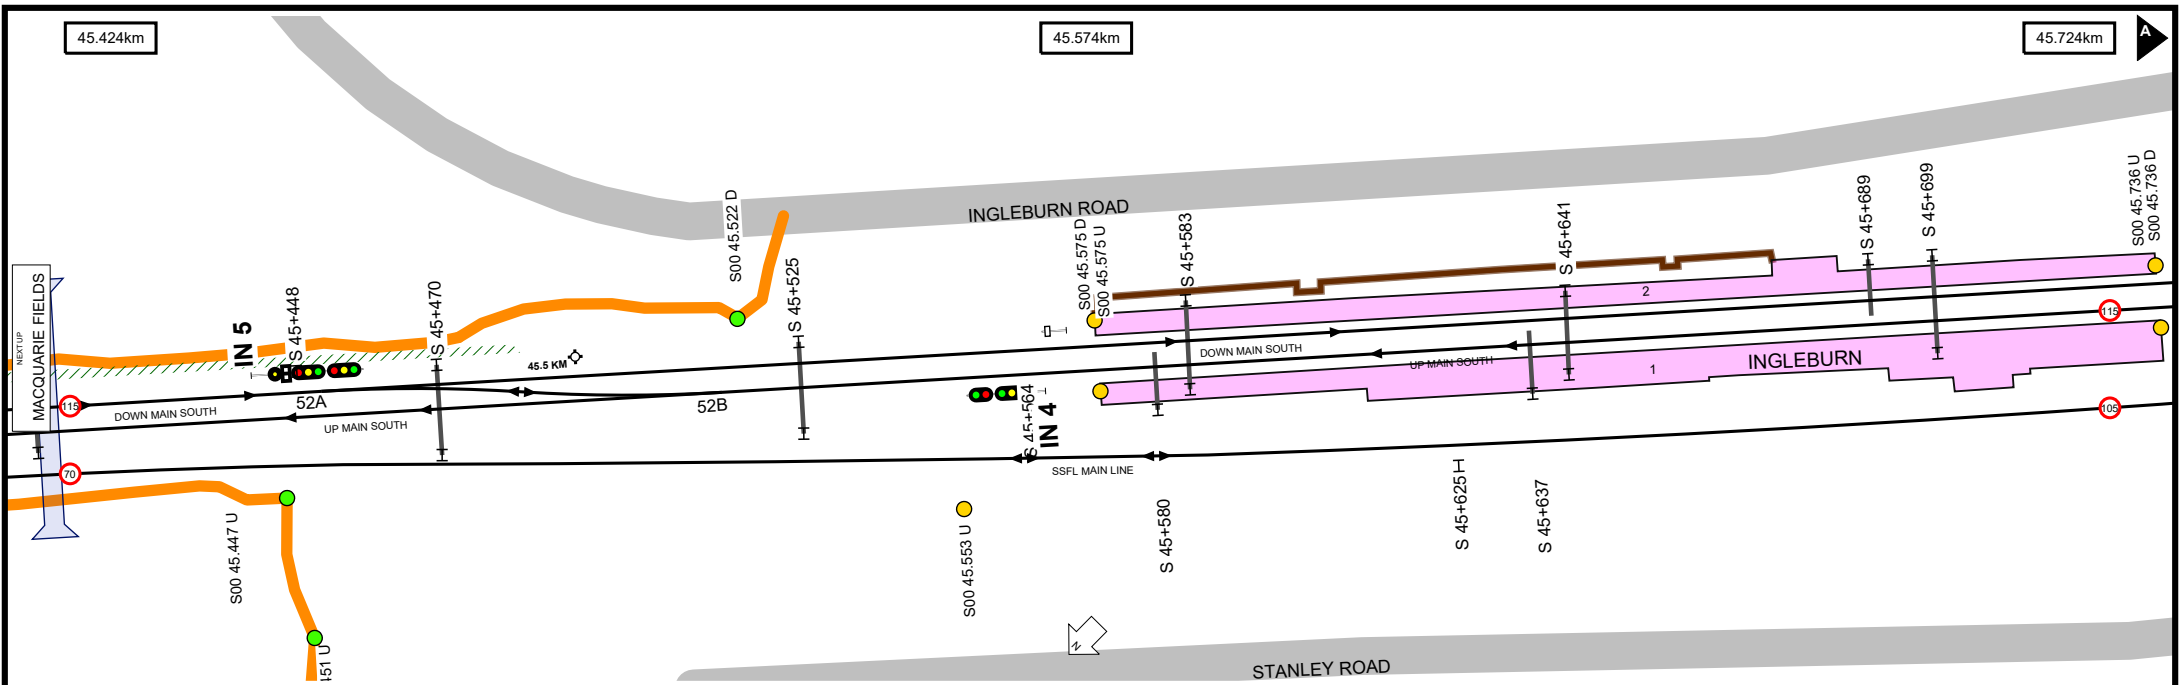 45.424km
45.574km
45.724km
A
INGLEBURN ROAD
S00 45.522 D
S00 45.575 D
S00 45.575 U
S 45+583
S 45+641
S 45+689
S 45+699
S00 45.736 U
S00 45.736 D
NEXT UP
MACQUARIE FIELDS
IN 5
S 45+448
S 45+470
S 45+525
45.5 KM
2
115
DOWN MAIN SOUTH
UP MAIN SOUTH
INGLEBURN
1
115
DOWN MAIN SOUTH
52A
52B
UP MAIN SOUTH
S 45+564
IN 4
105
70
SSFL MAIN LINE
S00 45.447 U
S00 45.553 U
S 45+580
S 45+625
S 45+637
451 U
N
STANLEY ROAD